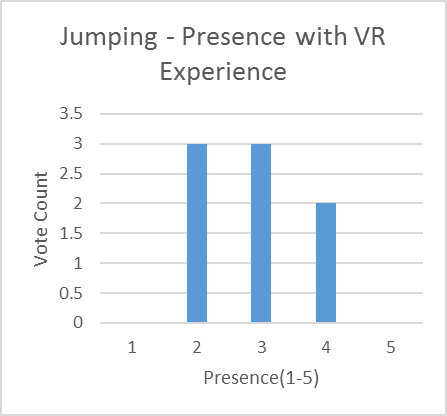 Jumping - Presence with VR
Experience
3.5
3
2.5
2
1.5
1
0.5
0
Vote Count
1 2 3 4 5
Presence(1-5)